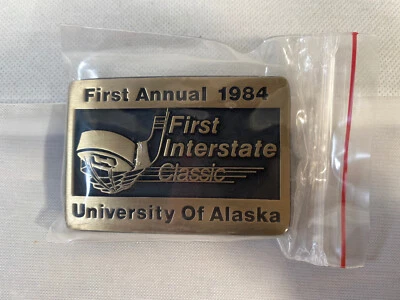 First Annual 1984
First
Interstate
Classic
University Of Alaska